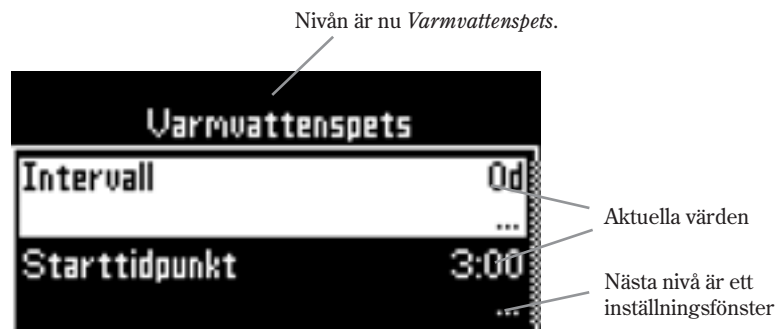 Nivån är nu Varmvattenspets.
Varmvattenspets
Intervall 0d
...
Aktuella värden
Starttidpunkt 3:00
Nästa nivå är ett
inställningsfönster
...